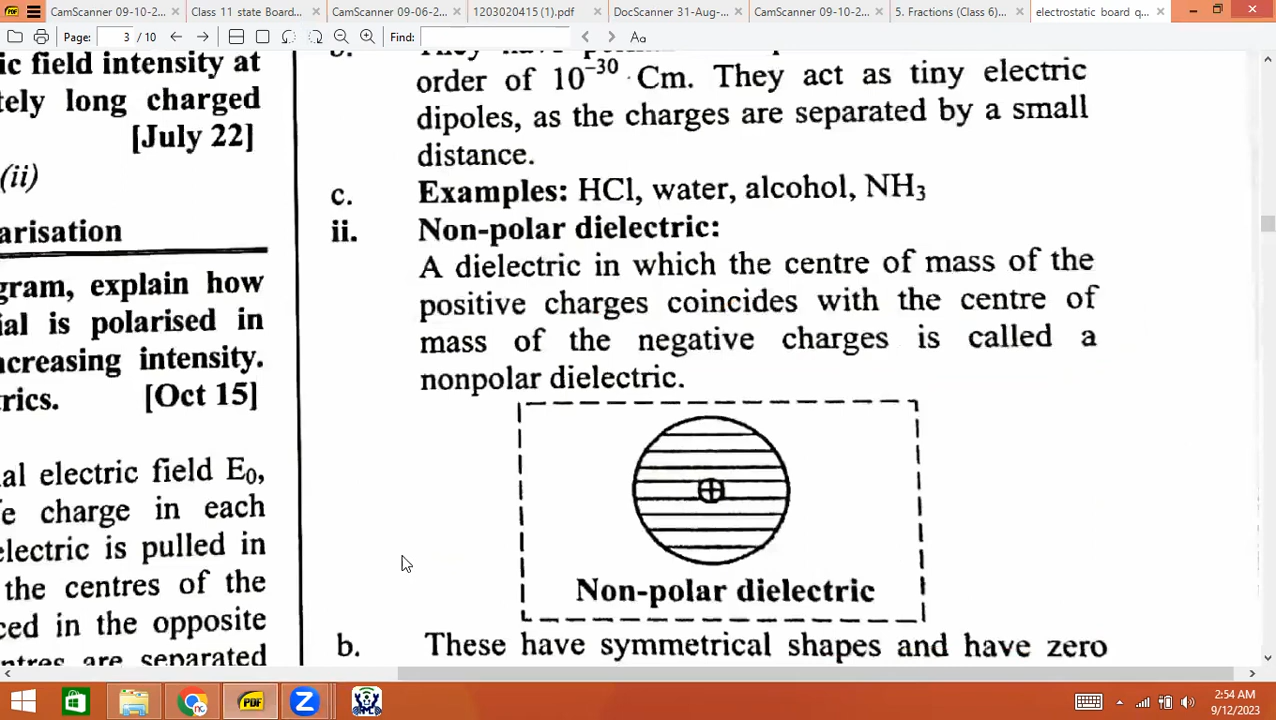 CamScanner 09-10-2...
Class 11 state Board...
CamScanner 09-06-2...
1203020415 (1).pdf
DocScanner 31-Aug-...
CamScanner 09-10-2...
Fractions (Class 6)...
electrostatic board q...
Page: 3 / 10
Find:
Aa
ic field intensity at
tely long charged
[July 22]
(ii)
arisation
gram, explain how
ial is polarised in
ncreasing intensity.
rics. [Oct 15]
al electric field E₀,
e charge in each
electric is pulled in
the centres of the
ced in the opposite
ntres are separated
order of 10⁻³⁰ Cm. They act as tiny electric
dipoles, as the charges are separated by a small
distance.
c. Examples: HCl, water, alcohol, NH₃
ii. Non-polar dielectric:
A dielectric in which the centre of mass of the
positive charges coincides with the centre of
mass of the negative charges is called a
nonpolar dielectric.
Non-polar dielectric
b. These have symmetrical shapes and have zero
PDF
2:54 AM
9/12/2023